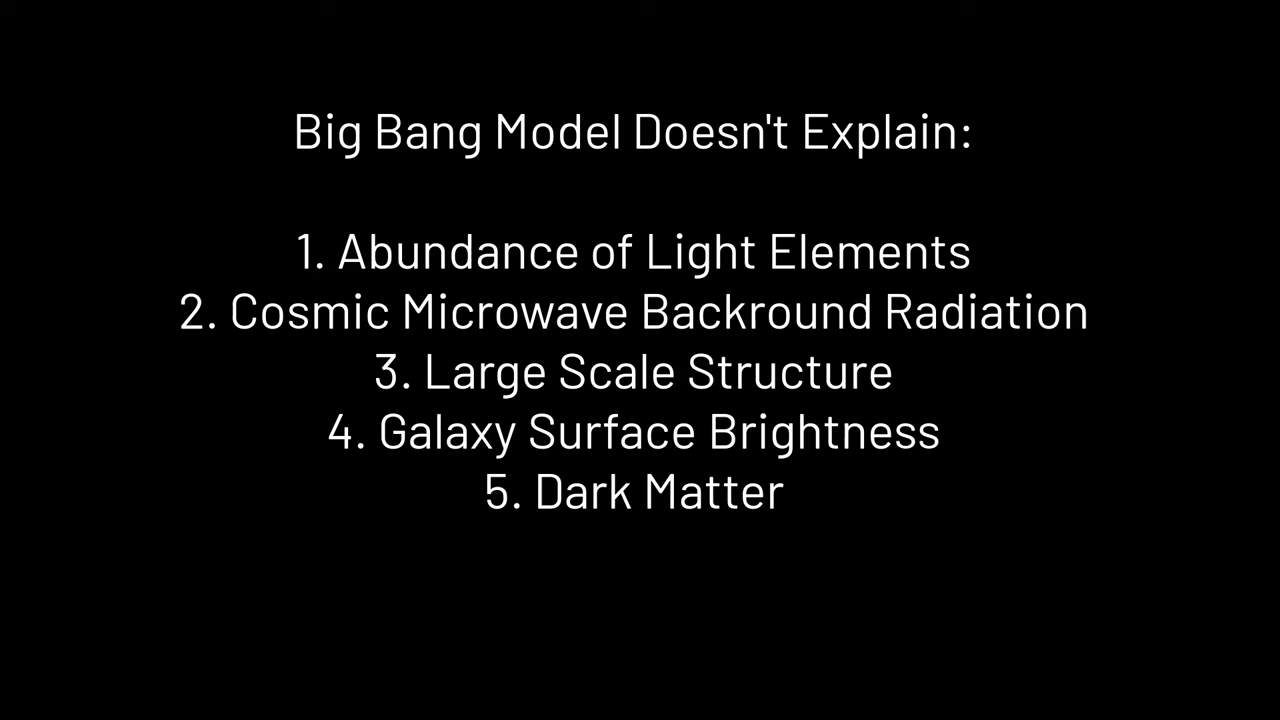 Big Bang Model Doesn't Explain:
1. Abundance of Light Elements
2. Cosmic Microwave Backround Radiation
3. Large Scale Structure
4. Galaxy Surface Brightness
5. Dark Matter